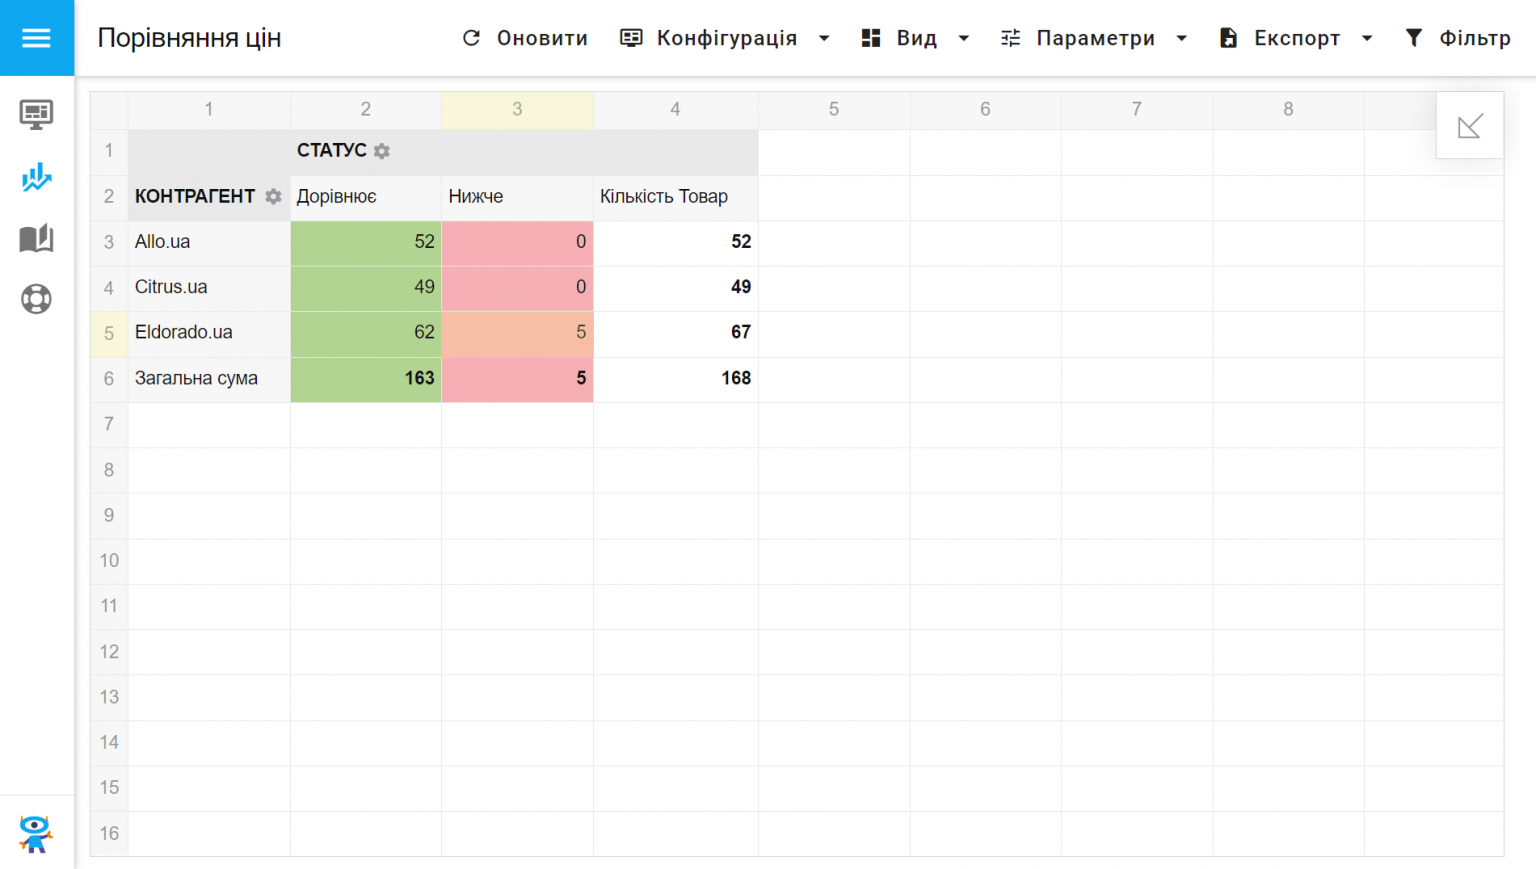 Порівняння цін Оновити Конфігурація Вид Параметри Експорт Фільтр
1 2 3 4 5 6 7 8
1 СТАТУС
2 КОНТРАГЕНТ Дорівнює Нижче Кількість Товар
3 Allo.ua 52 0 52
4 Citrus.ua 49 0 49
5 Eldorado.ua 62 5 67
6 Загальна сума 163 5 168
7
8
9
10
11
12
13
14
15
16